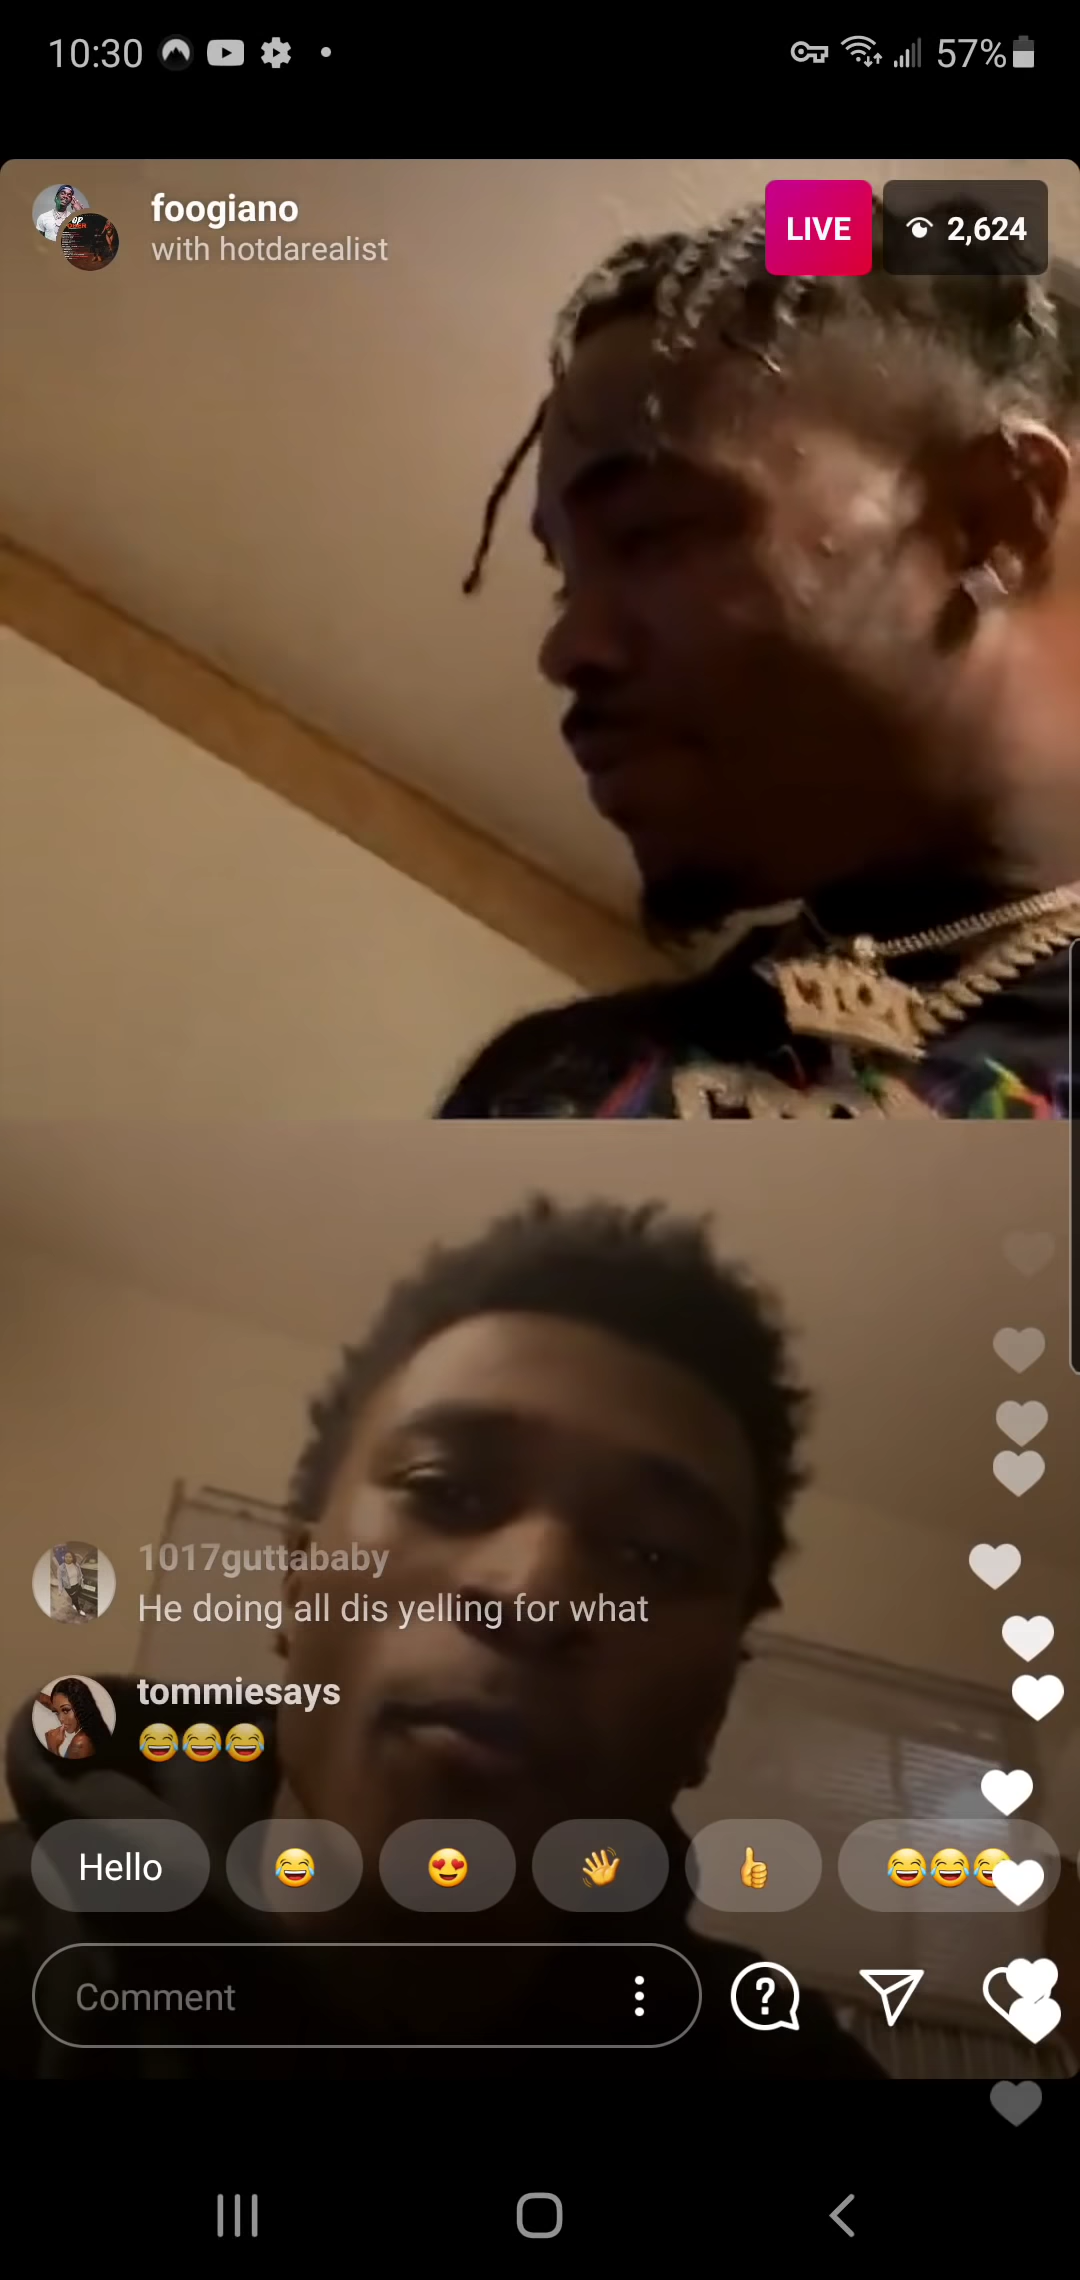 10:30
57%
foogiano
with hotdarealist
LIVE
2,624
1017guttababy
He doing all dis yelling for what
tommiesays
😂😂😂
Hello
😂
😍
👋
👍
😂😂😂
Comment